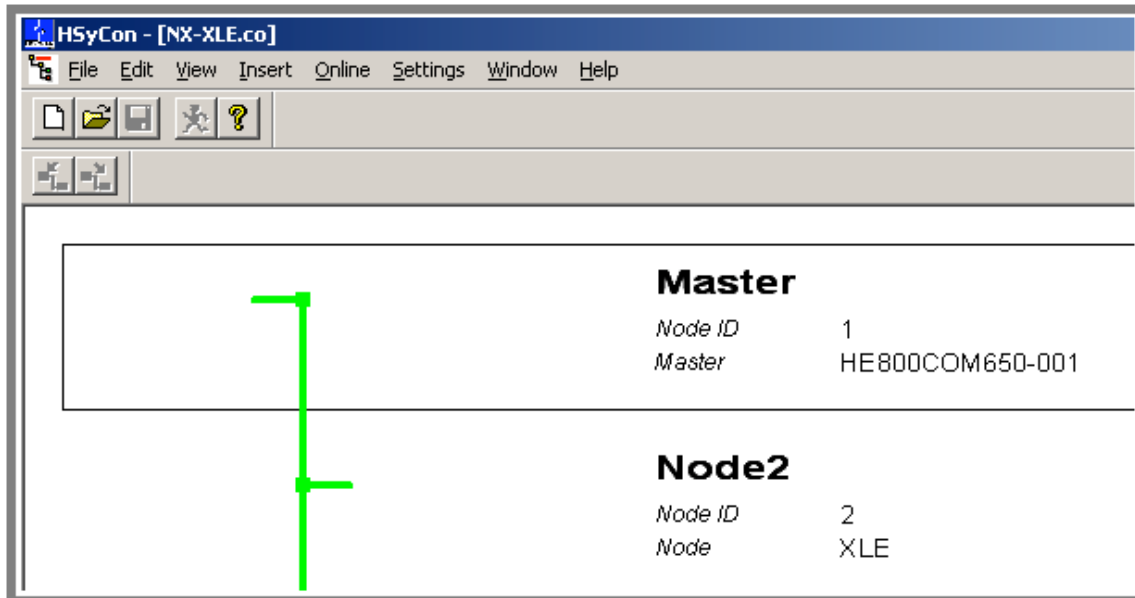 HSyCon - [NX-XLE.co]
File Edit View Insert Online Settings Window Help
Master
Node ID 1
Master HE800COM650-001
Node2
Node ID 2
Node XLE